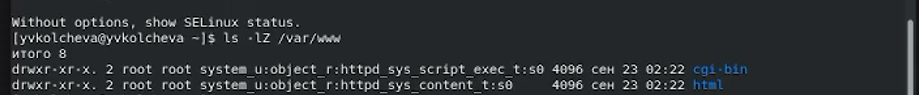 Without options, show SELinux status.
[yvkolcheva@yvkolcheva ~]$ ls -lZ /var/www
итого 8
drwxr-xr-x. 2 root root system_u:object_r:httpd_sys_script_exec_t:s0 4096 сен 23 02:22 cgi-bin
drwxr-xr-x. 2 root root system_u:object_r:httpd_sys_content_t:s0     4096 сен 23 02:22 html